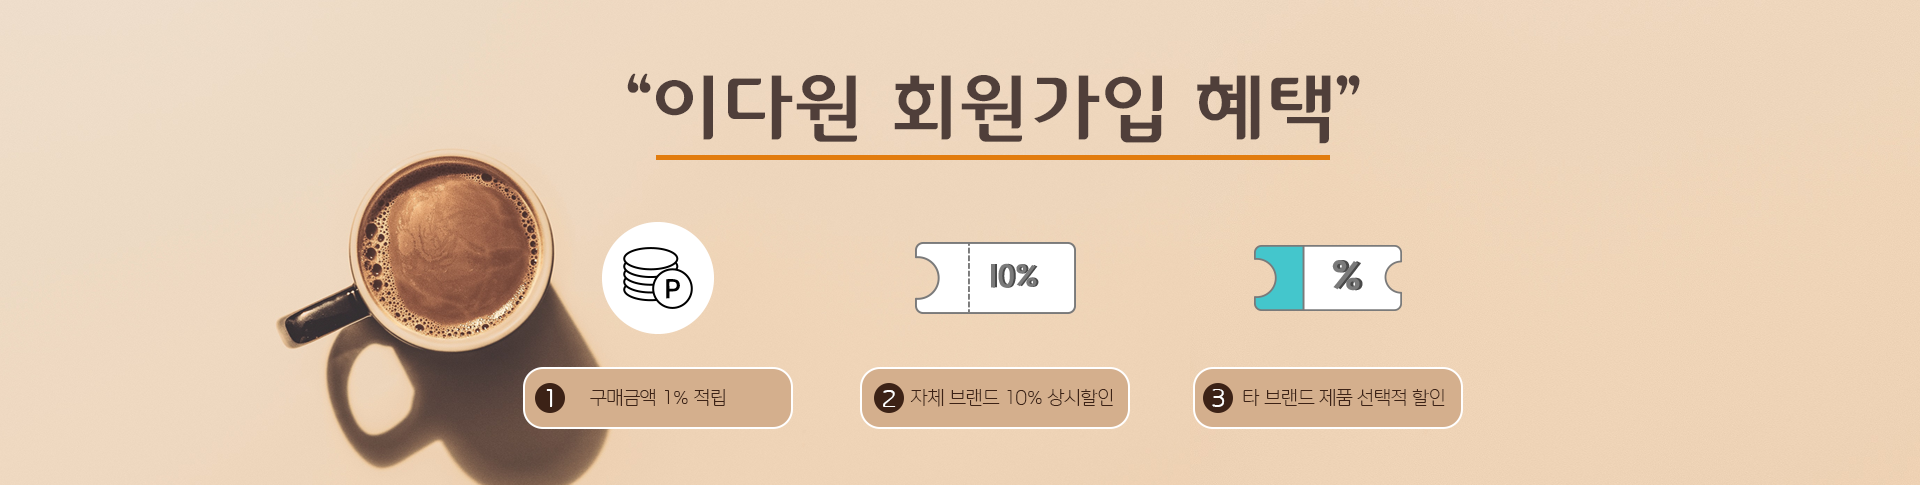 “이다원 회원가입 혜택”
P
10%
%
1 구매금액 1% 적립
2 자체 브랜드 10% 상시할인
3 타 브랜드 제품 선택적 할인